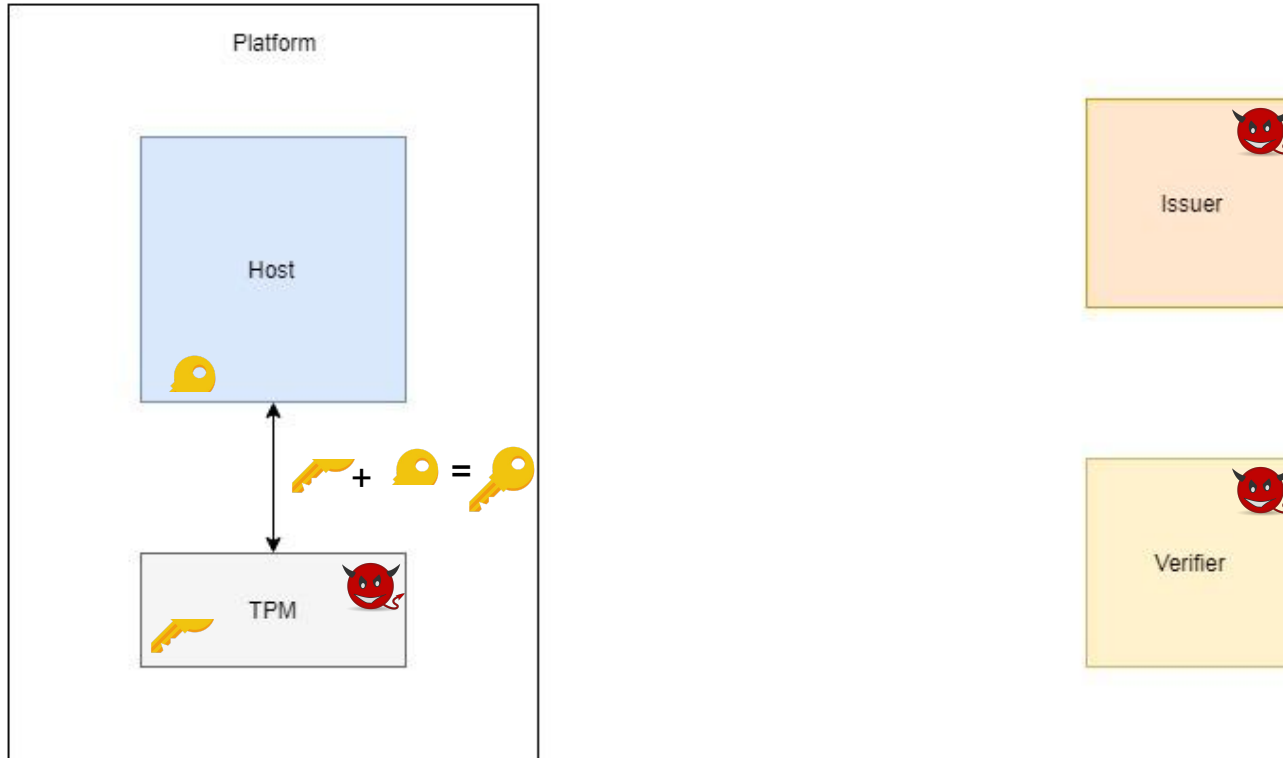 Platform
Host
+ =
TPM
Issuer
Verifier